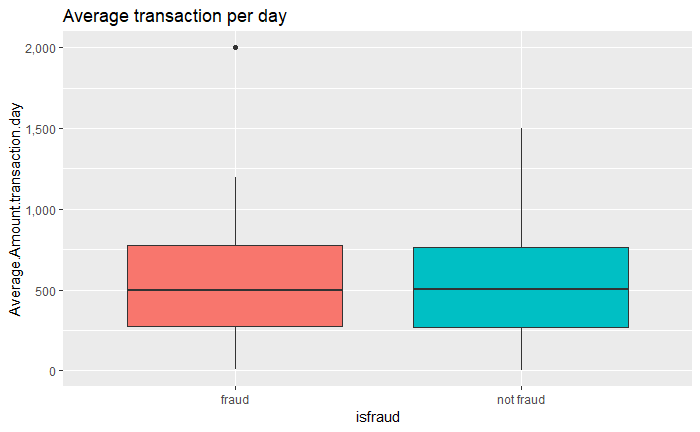 Average transaction per day
Average.Amount.transaction.day
2,000
1,500
1,000
500
0
fraud
not fraud
isfraud